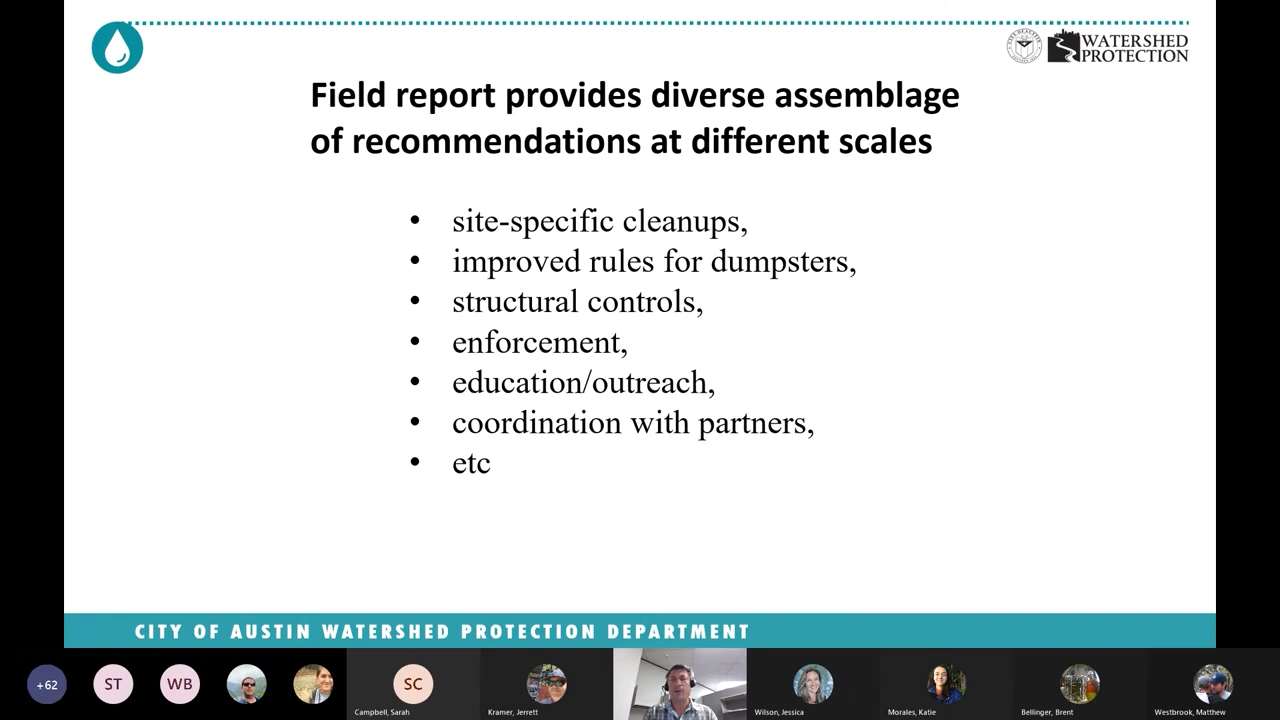 WATERSHED
PROTECTION
Field report provides diverse assemblage
of recommendations at different scales
• site-specific cleanups,
• improved rules for dumpsters,
• structural controls,
• enforcement,
• education/outreach,
• coordination with partners,
• etc
CITY OF AUSTIN WATERSHED PROTECTION DEPARTMENT
+62
ST
WB
SC
Campbell, Sarah
Kramer, Jerrett
Wilson, Jessica
Morales, Katie
Bellinger, Brent
Westbrook, Matthew